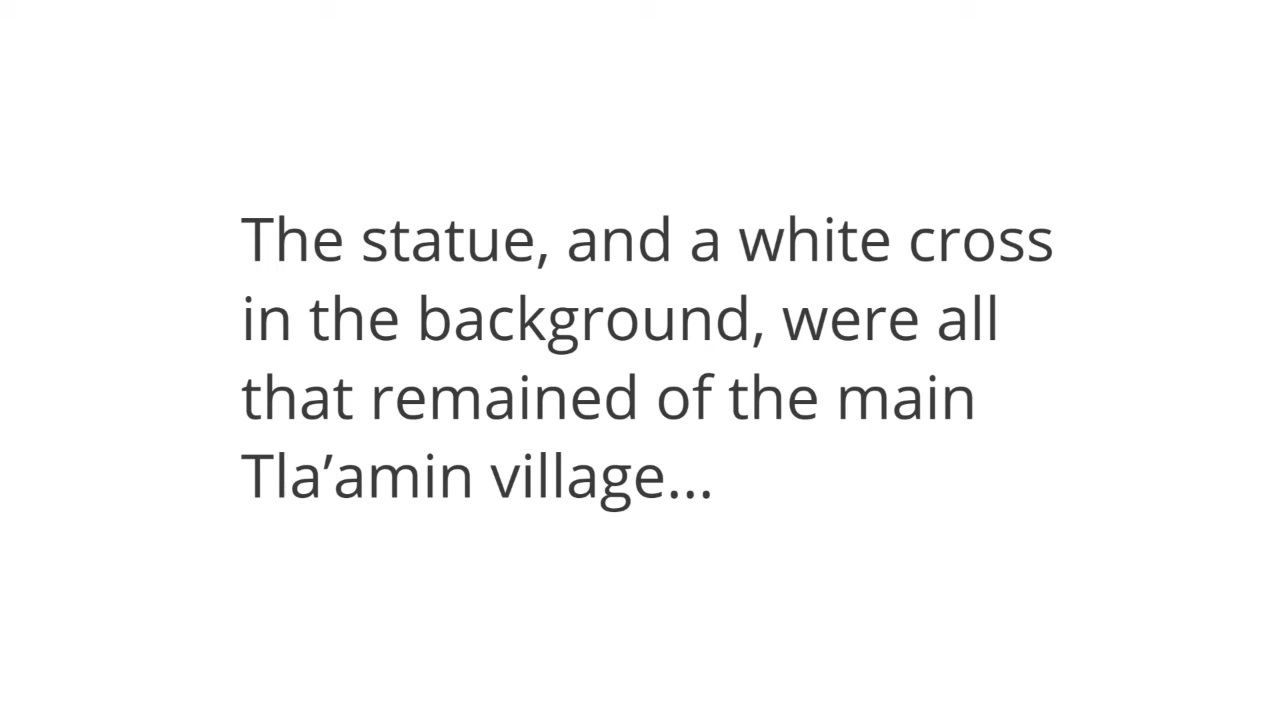 The statue, and a white cross
in the background, were all
that remained of the main
Tla’amin village...